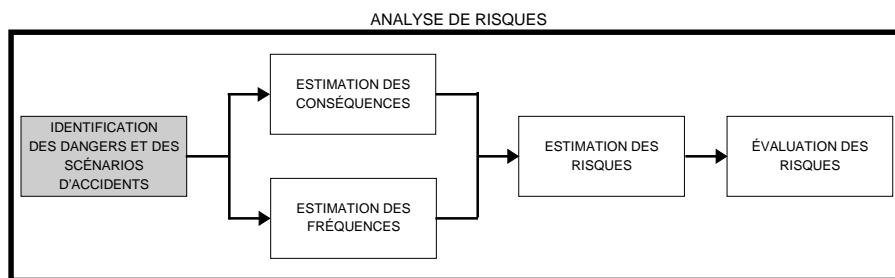 ANALYSE DE RISQUES
IDENTIFICATION
DES DANGERS ET DES
SCÉNARIOS
D'ACCIDENTS
ESTIMATION DES
CONSÉQUENCES
ESTIMATION DES
FRÉQUENCES
ESTIMATION DES
RISQUES
ÉVALUATION DES
RISQUES